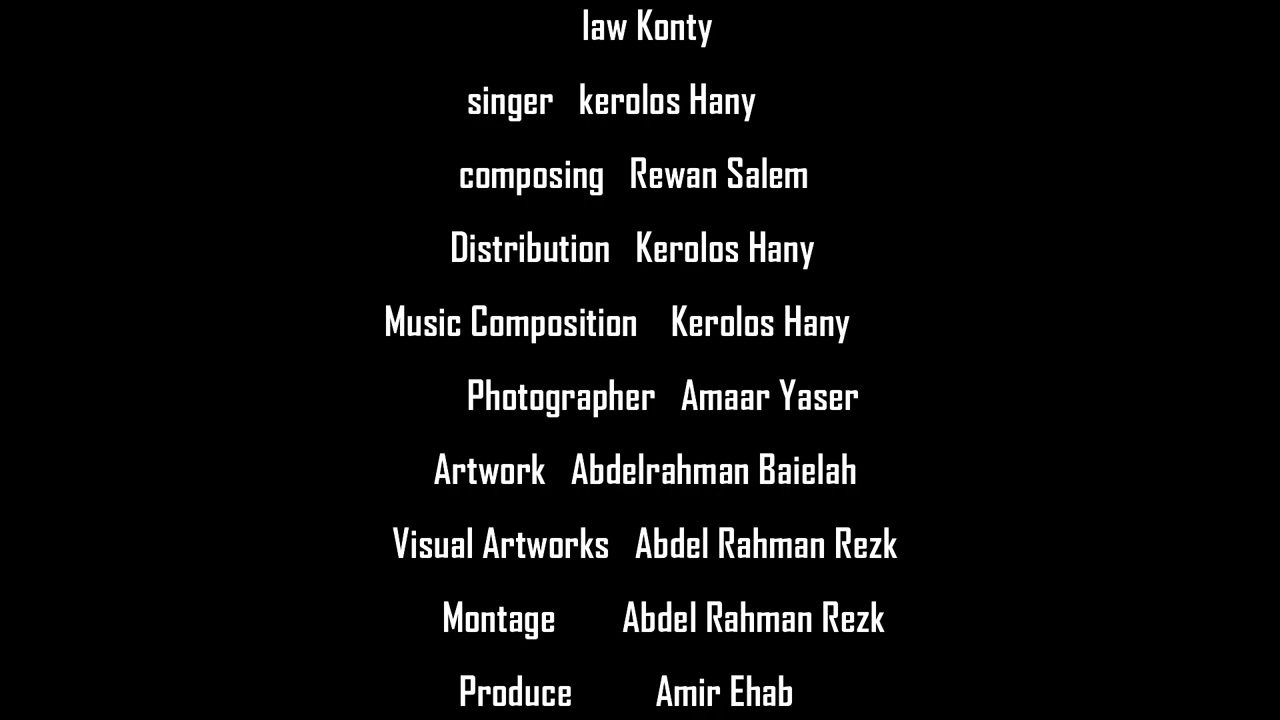 law Konty
singer kerolos Hany
composing Rewan Salem
Distribution Kerolos Hany
Music Composition Kerolos Hany
Photographer Amaar Yaser
Artwork Abdelrahman Baielah
Visual Artworks Abdel Rahman Rezk
Montage Abdel Rahman Rezk
Produce Amir Ehab